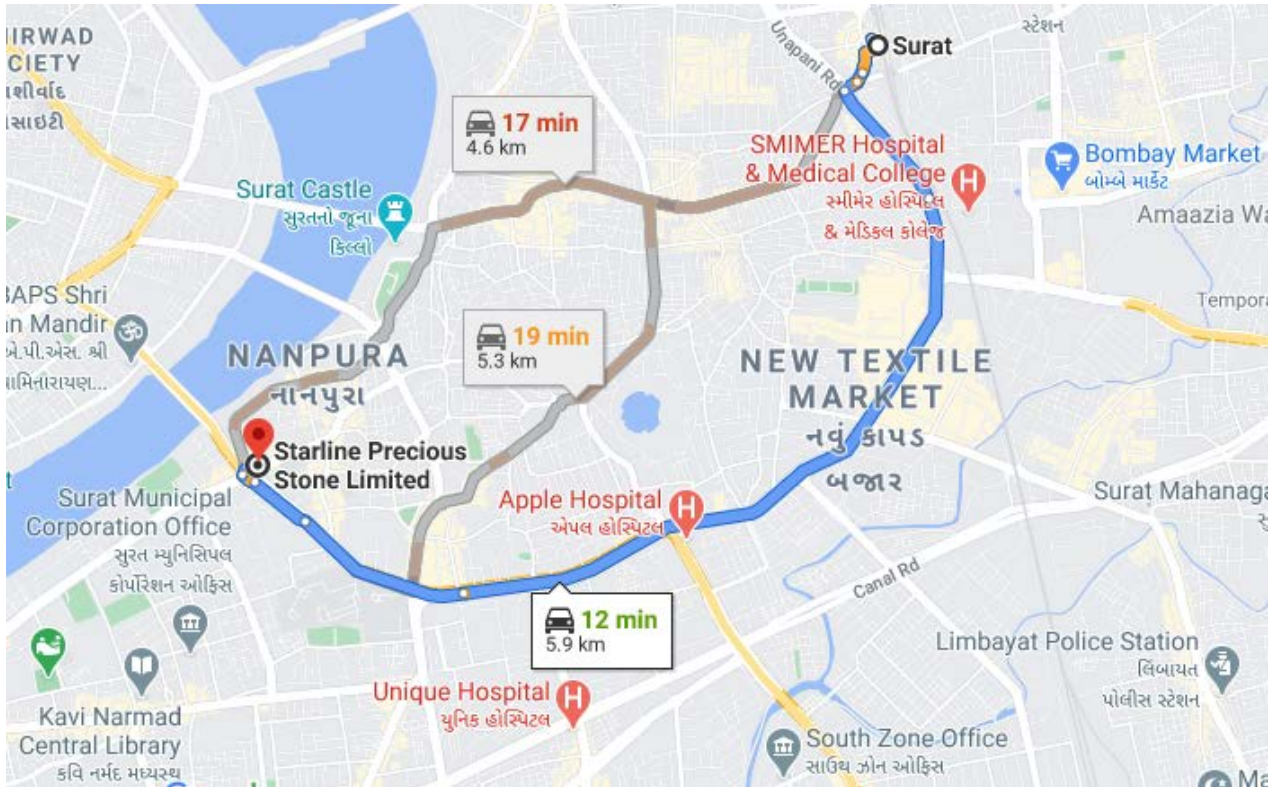 HIRWAD
CIETY
શીર્વાદ
સાઇટી
Unapani Rd
Surat
સ્ટેશન
17 min
4.6 km
SMIMER Hospital
& Medical College
સ્મીમેર હોસ્પિટલ
& મેડિકલ કોલેજ
Bombay Market
બોમ્બે માર્કેટ
Amaazia Wa
Surat Castle
સુરતનો જૂના
કિલ્લો
BAPS Shri
n Mandir
એ.પી.એસ. શ્રી
ામિનારાયણ...
Tempora
19 min
5.3 km
NANPURA
નાનપુરા
NEW TEXTILE
MARKET
નવું કાપડ
બજાર
Starline Precious
Stone Limited
Surat Municipal
Corporation Office
સુરત મ્યુનિસિપલ
કોર્પોરેશન ઓફિસ
Apple Hospital
એપલ હોસ્પિટલ
Surat Mahanaga
Canal Rd
12 min
5.9 km
Limbayat Police Station
લિંબાયત
પોલીસ સ્ટેશન
Unique Hospital
યુનિક હોસ્પિટલ
Kavi Narmad
Central Library
કવિ નર્મદ મધ્યસ્થ
South Zone Office
સાઉથ ઝોન ઓફિસ
Ma